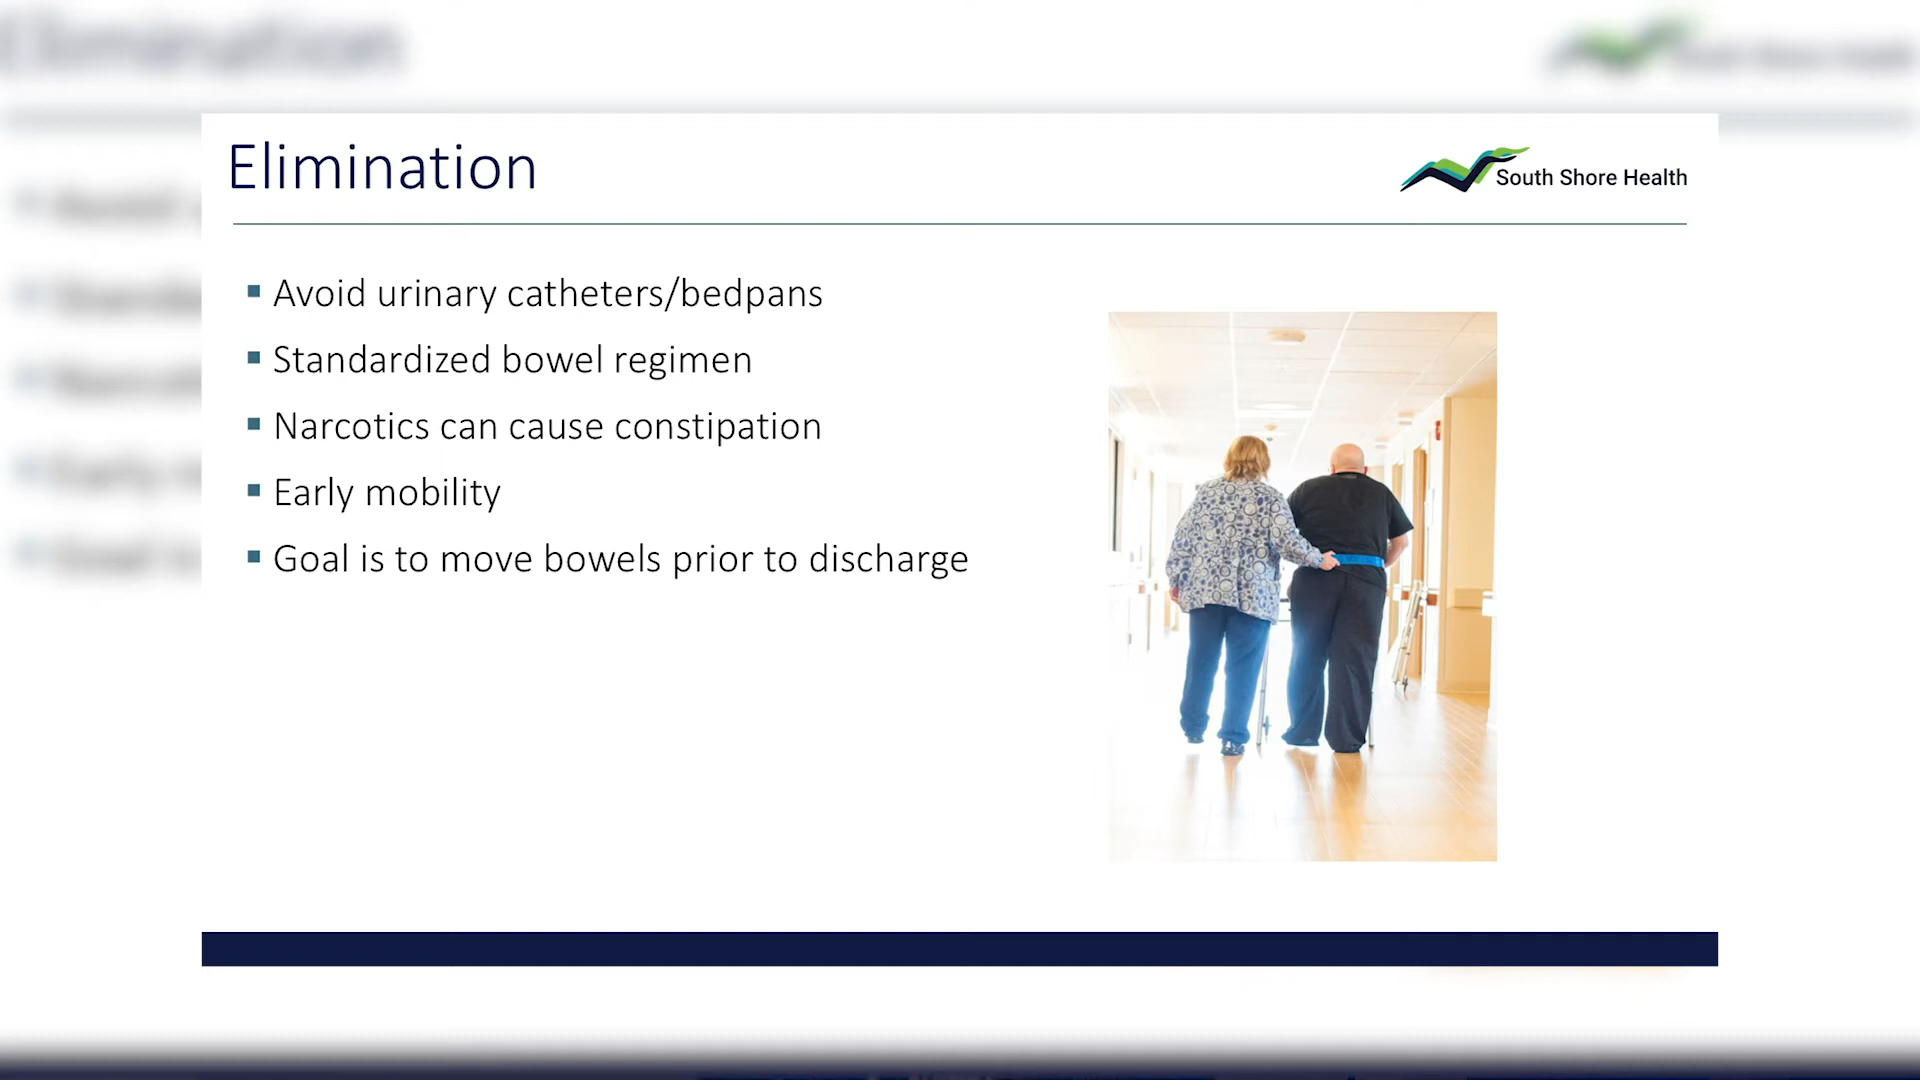 Elimination
South Shore Health
Avoid urinary catheters/bedpans
Standardized bowel regimen
Narcotics can cause constipation
Early mobility
Goal is to move bowels prior to discharge